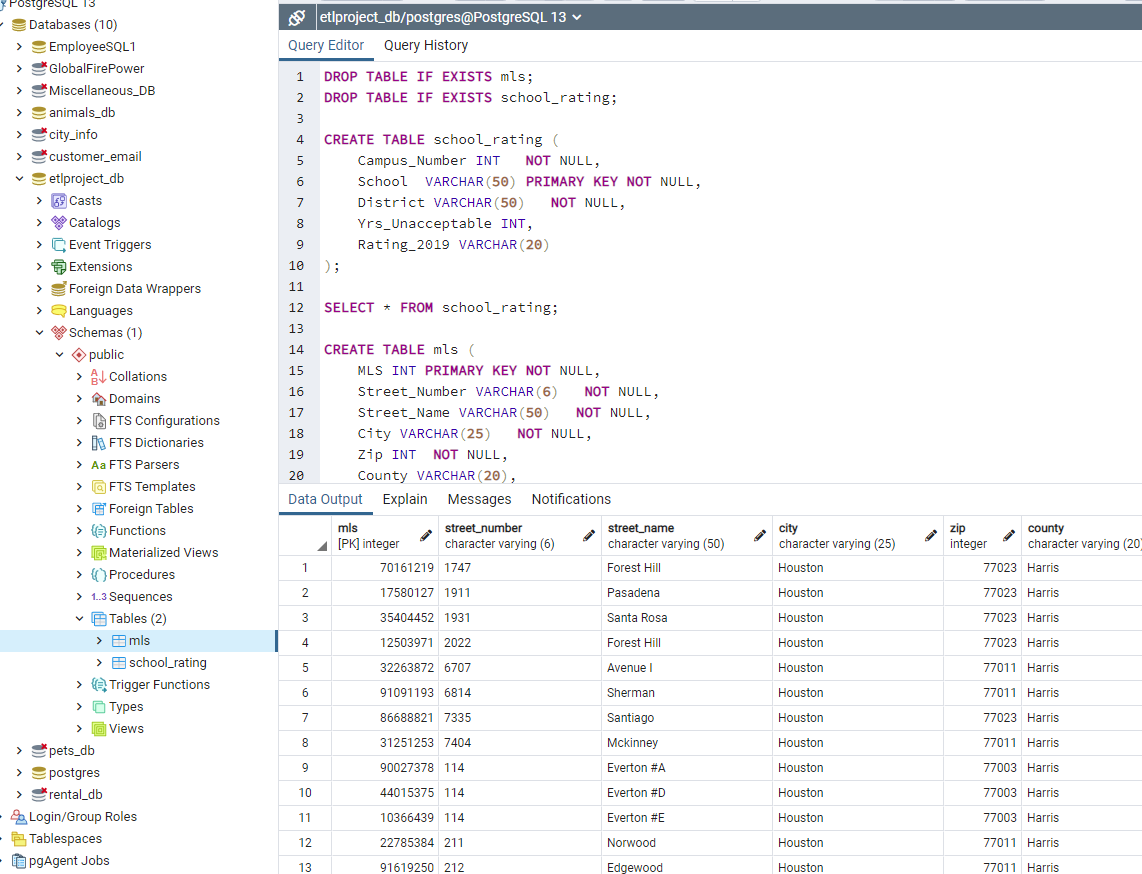 PostgreSQL 13
Databases (10)
EmployeeSQL1
GlobalFirePower
Miscellaneous_DB
animals_db
city_info
customer_email
etlproject_db
Casts
Catalogs
Event Triggers
Extensions
Foreign Data Wrappers
Languages
Schemas (1)
public
Collations
Domains
FTS Configurations
FTS Dictionaries
Aa FTS Parsers
FTS Templates
Foreign Tables
Functions
Materialized Views
Procedures
1..3 Sequences
Tables (2)
mls
school_rating
Trigger Functions
Types
Views
pets_db
postgres
rental_db
Login/Group Roles
Tablespaces
pgAgent Jobs
etlproject_db/postgres@PostgreSQL 13
Query Editor Query History
1 DROP TABLE IF EXISTS mls;
2 DROP TABLE IF EXISTS school_rating;
3
4 CREATE TABLE school_rating (
5 Campus_Number INT NOT NULL,
6 School VARCHAR(50) PRIMARY KEY NOT NULL,
7 District VARCHAR(50) NOT NULL,
8 Yrs_Unacceptable INT,
9 Rating_2019 VARCHAR(20)
10 );
11
12 SELECT * FROM school_rating;
13
14 CREATE TABLE mls (
15 MLS INT PRIMARY KEY NOT NULL,
16 Street_Number VARCHAR(6) NOT NULL,
17 Street_Name VARCHAR(50) NOT NULL,
18 City VARCHAR(25) NOT NULL,
19 Zip INT NOT NULL,
20 County VARCHAR(20),
Data Output Explain Messages Notifications
mls street_number street_name city zip county
[PK] integer character varying (6) character varying (50) character varying (25) integer character varying (20)
1 70161219 1747 Forest Hill Houston 77023 Harris
2 17580127 1911 Pasadena Houston 77023 Harris
3 35404452 1931 Santa Rosa Houston 77023 Harris
4 12503971 2022 Forest Hill Houston 77023 Harris
5 32263872 6707 Avenue I Houston 77011 Harris
6 91091193 6814 Sherman Houston 77011 Harris
7 86688821 7335 Santiago Houston 77023 Harris
8 31251253 7404 Mckinney Houston 77011 Harris
9 90027378 114 Everton #A Houston 77003 Harris
10 44015375 114 Everton #D Houston 77003 Harris
11 10366439 114 Everton #E Houston 77003 Harris
12 22785384 211 Norwood Houston 77011 Harris
13 91619250 212 Edgewood Houston 77011 Harris